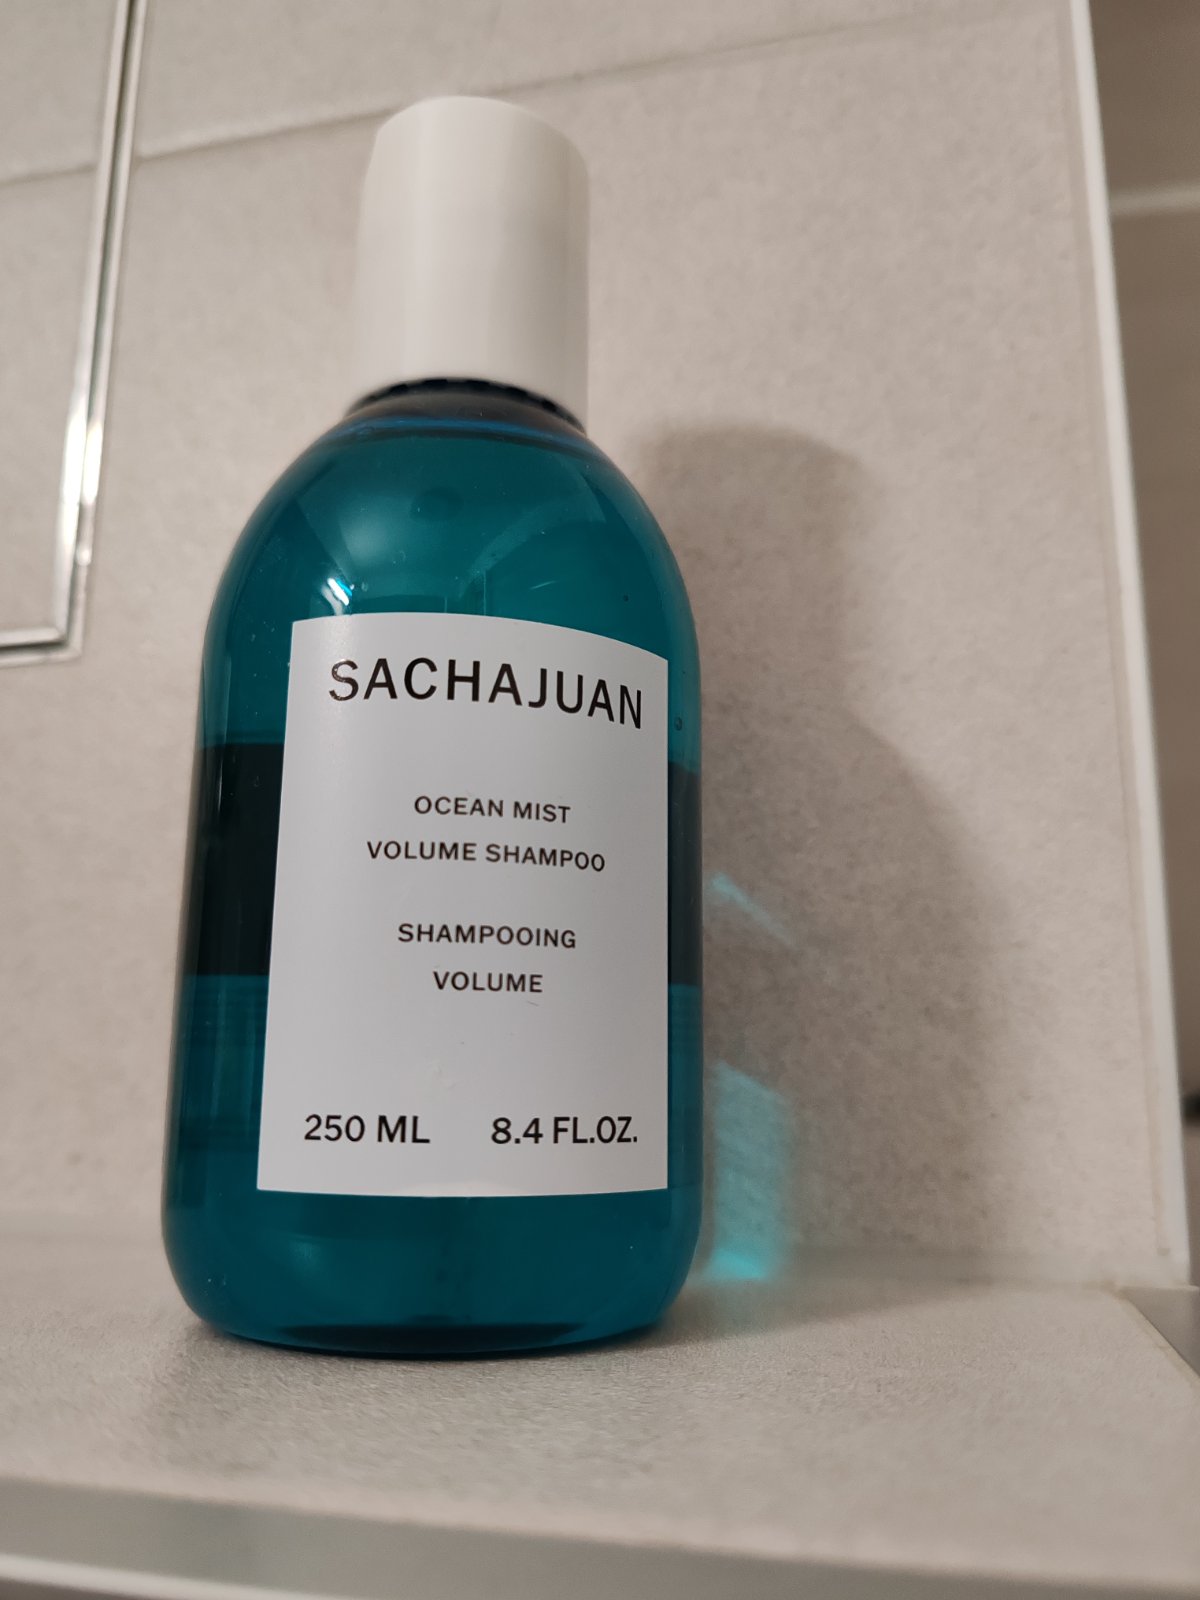 SACHAJUAN
OCEAN MIST
VOLUME SHAMPOO
SHAMPOOING
VOLUME
250 ML 8.4 FL.OZ.